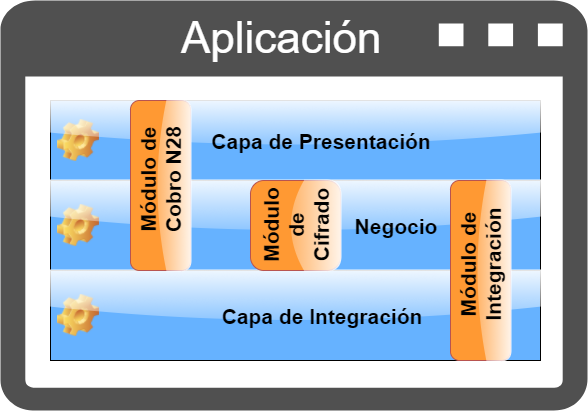 Aplicación
Módulo de
Cobro N28
Capa de Presentación
Módulo
de
Cifrado
Negocio
Módulo de
Integración
Capa de Integración